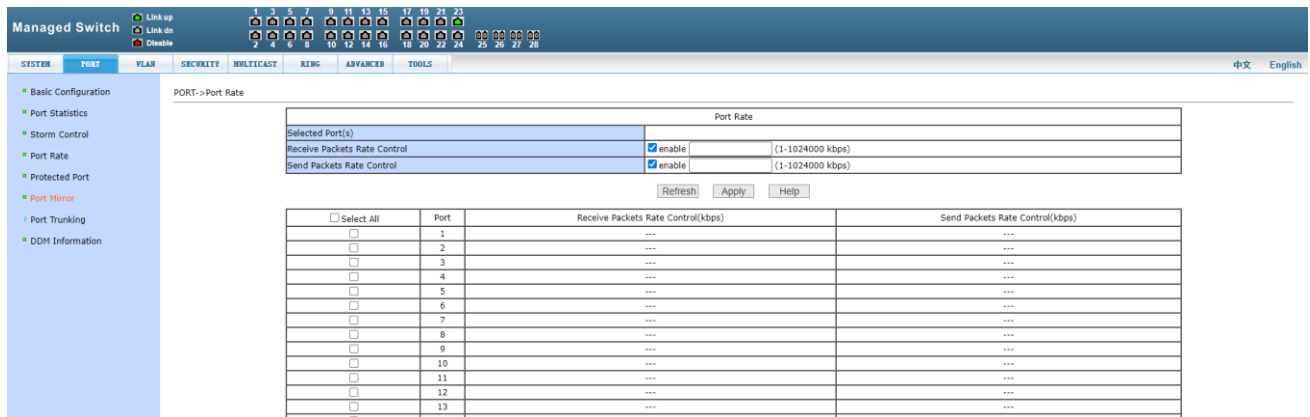 Managed Switch
Link up
Link dn
Disable
1 3 5 7 9 11 13 15 17 19 21 23
2 4 6 8 10 12 14 16 18 20 22 24 25 26 27 28
SYSTEM PORT VLAN SECURITY MULTICAST RING ADVANCED TOOLS 中文 English
Basic Configuration
Port Statistics
Storm Control
Port Rate
Protected Port
Port Mirror
Port Trunking
DDM Information
PORT->Port Rate
Port Rate
Selected Port(s)
Receive Packets Rate Control enable (1-1024000 kbps)
Send Packets Rate Control enable (1-1024000 kbps)
Refresh Apply Help
Select All Port Receive Packets Rate Control(kbps) Send Packets Rate Control(kbps)
1 --- ---
2 --- ---
3 --- ---
4 --- ---
5 --- ---
6 --- ---
7 --- ---
8 --- ---
9 --- ---
10 --- ---
11 --- ---
12 --- ---
13 --- ---